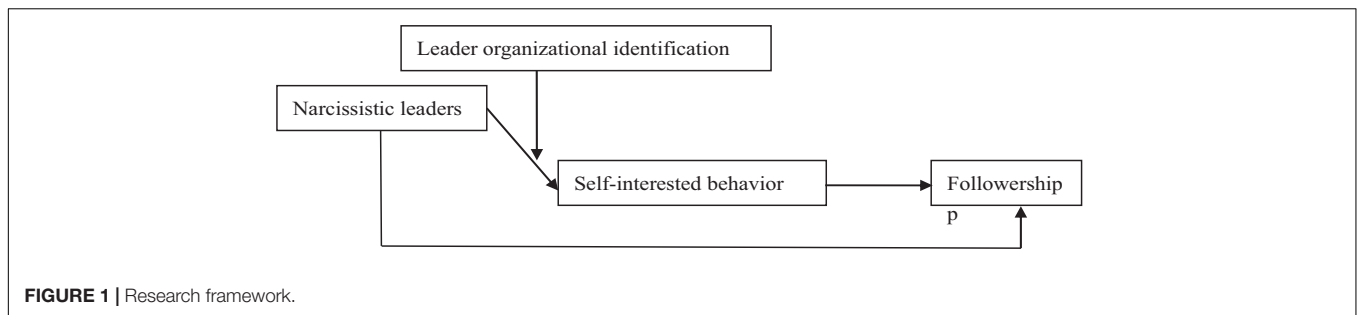 Leader organizational identification
Narcissistic leaders
Self-interested behavior
Followership
p
FIGURE 1 | Research framework.